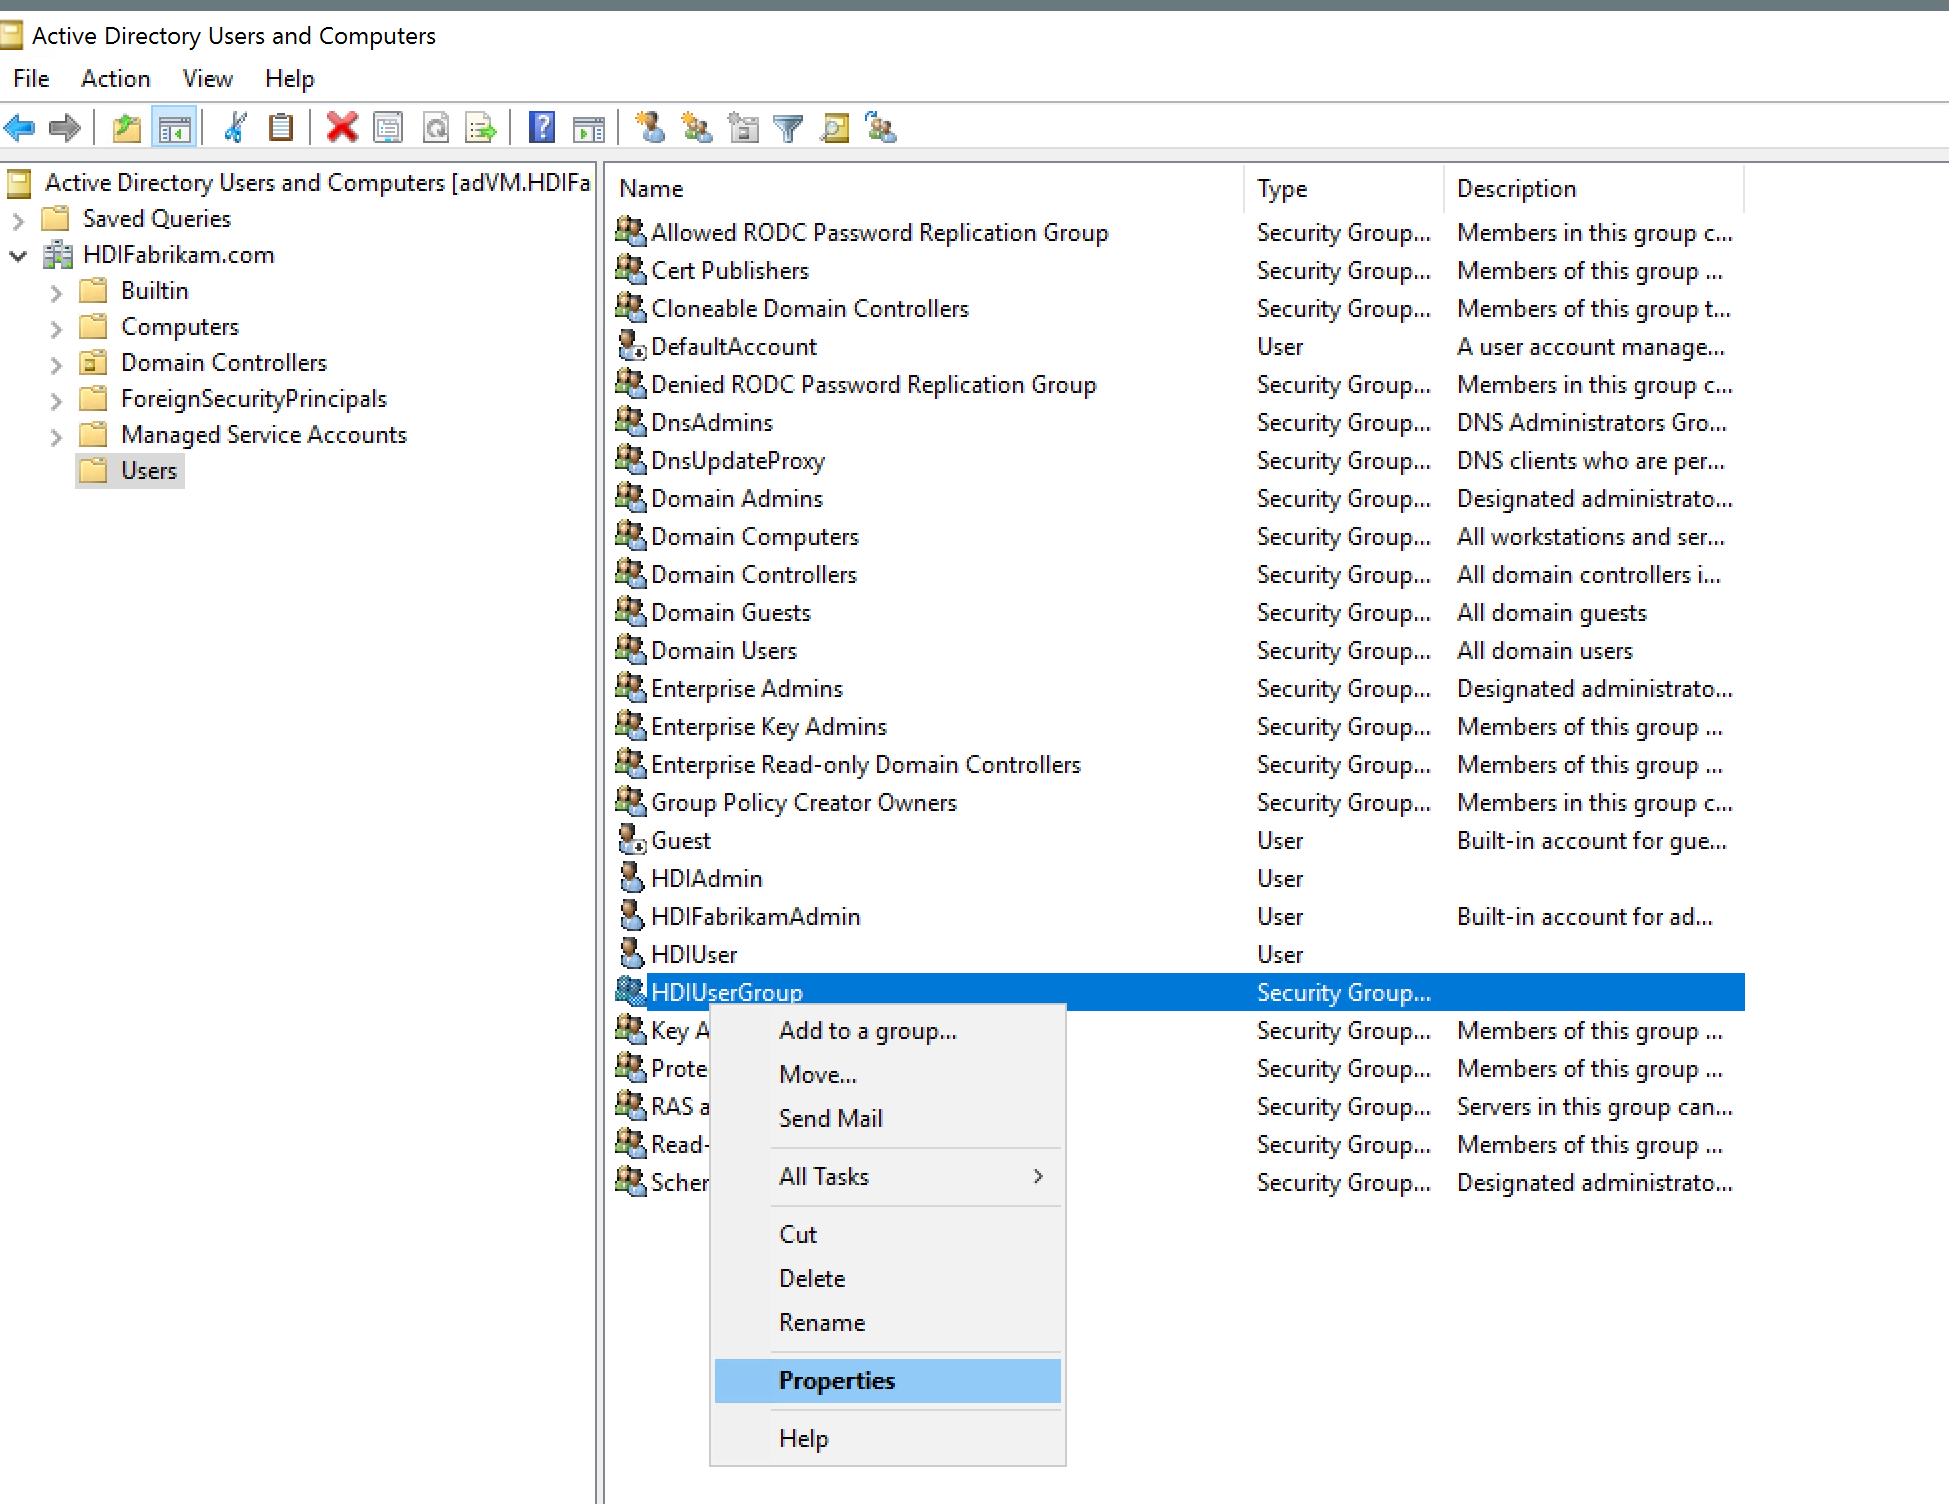 Active Directory Users and Computers
File Action View Help
Active Directory Users and Computers [adVM.HDIFa
Saved Queries
HDIFabrikam.com
Builtin
Computers
Domain Controllers
ForeignSecurityPrincipals
Managed Service Accounts
Users
Name Type Description
Allowed RODC Password Replication Group Security Group... Members in this group c...
Cert Publishers Security Group... Members of this group ...
Cloneable Domain Controllers Security Group... Members of this group t...
DefaultAccount User A user account manage...
Denied RODC Password Replication Group Security Group... Members in this group c...
DnsAdmins Security Group... DNS Administrators Gro...
DnsUpdateProxy Security Group... DNS clients who are per...
Domain Admins Security Group... Designated administrato...
Domain Computers Security Group... All workstations and ser...
Domain Controllers Security Group... All domain controllers i...
Domain Guests Security Group... All domain guests
Domain Users Security Group... All domain users
Enterprise Admins Security Group... Designated administrato...
Enterprise Key Admins Security Group... Members of this group ...
Enterprise Read-only Domain Controllers Security Group... Members of this group ...
Group Policy Creator Owners Security Group... Members in this group c...
Guest User Built-in account for gue...
HDIAdmin User
HDIFabrikamAdmin User Built-in account for ad...
HDIUser User
HDIUserGroup Security Group...
Key A Security Group... Members of this group ...
Prote Security Group... Members of this group ...
RAS a Security Group... Servers in this group can...
Read- Security Group... Members of this group ...
Scher Security Group... Designated administrato...
Add to a group...
Move...
Send Mail
All Tasks
Cut
Delete
Rename
Properties
Help